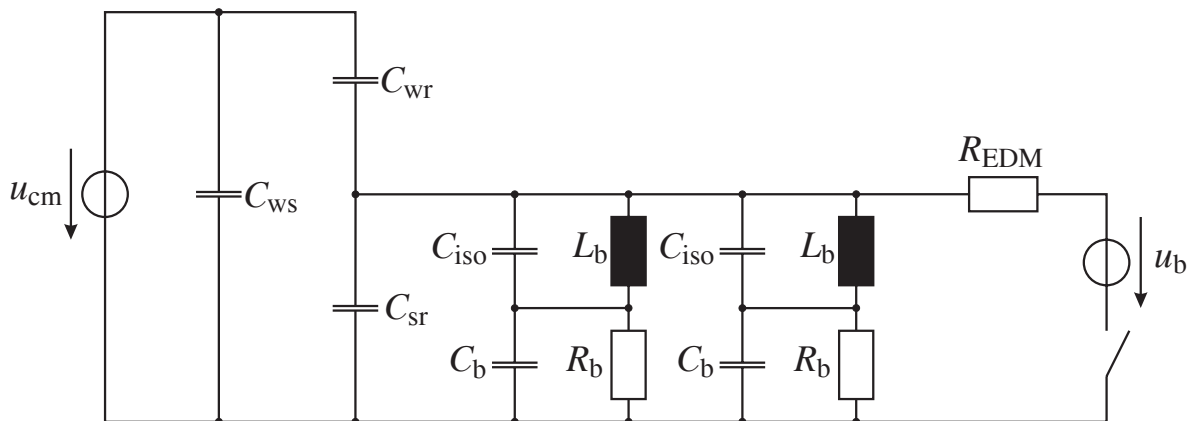 C_wr
R_EDM
u_cm
C_ws
C_iso
L_b
C_iso
L_b
u_b
C_sr
C_b
R_b
C_b
R_b